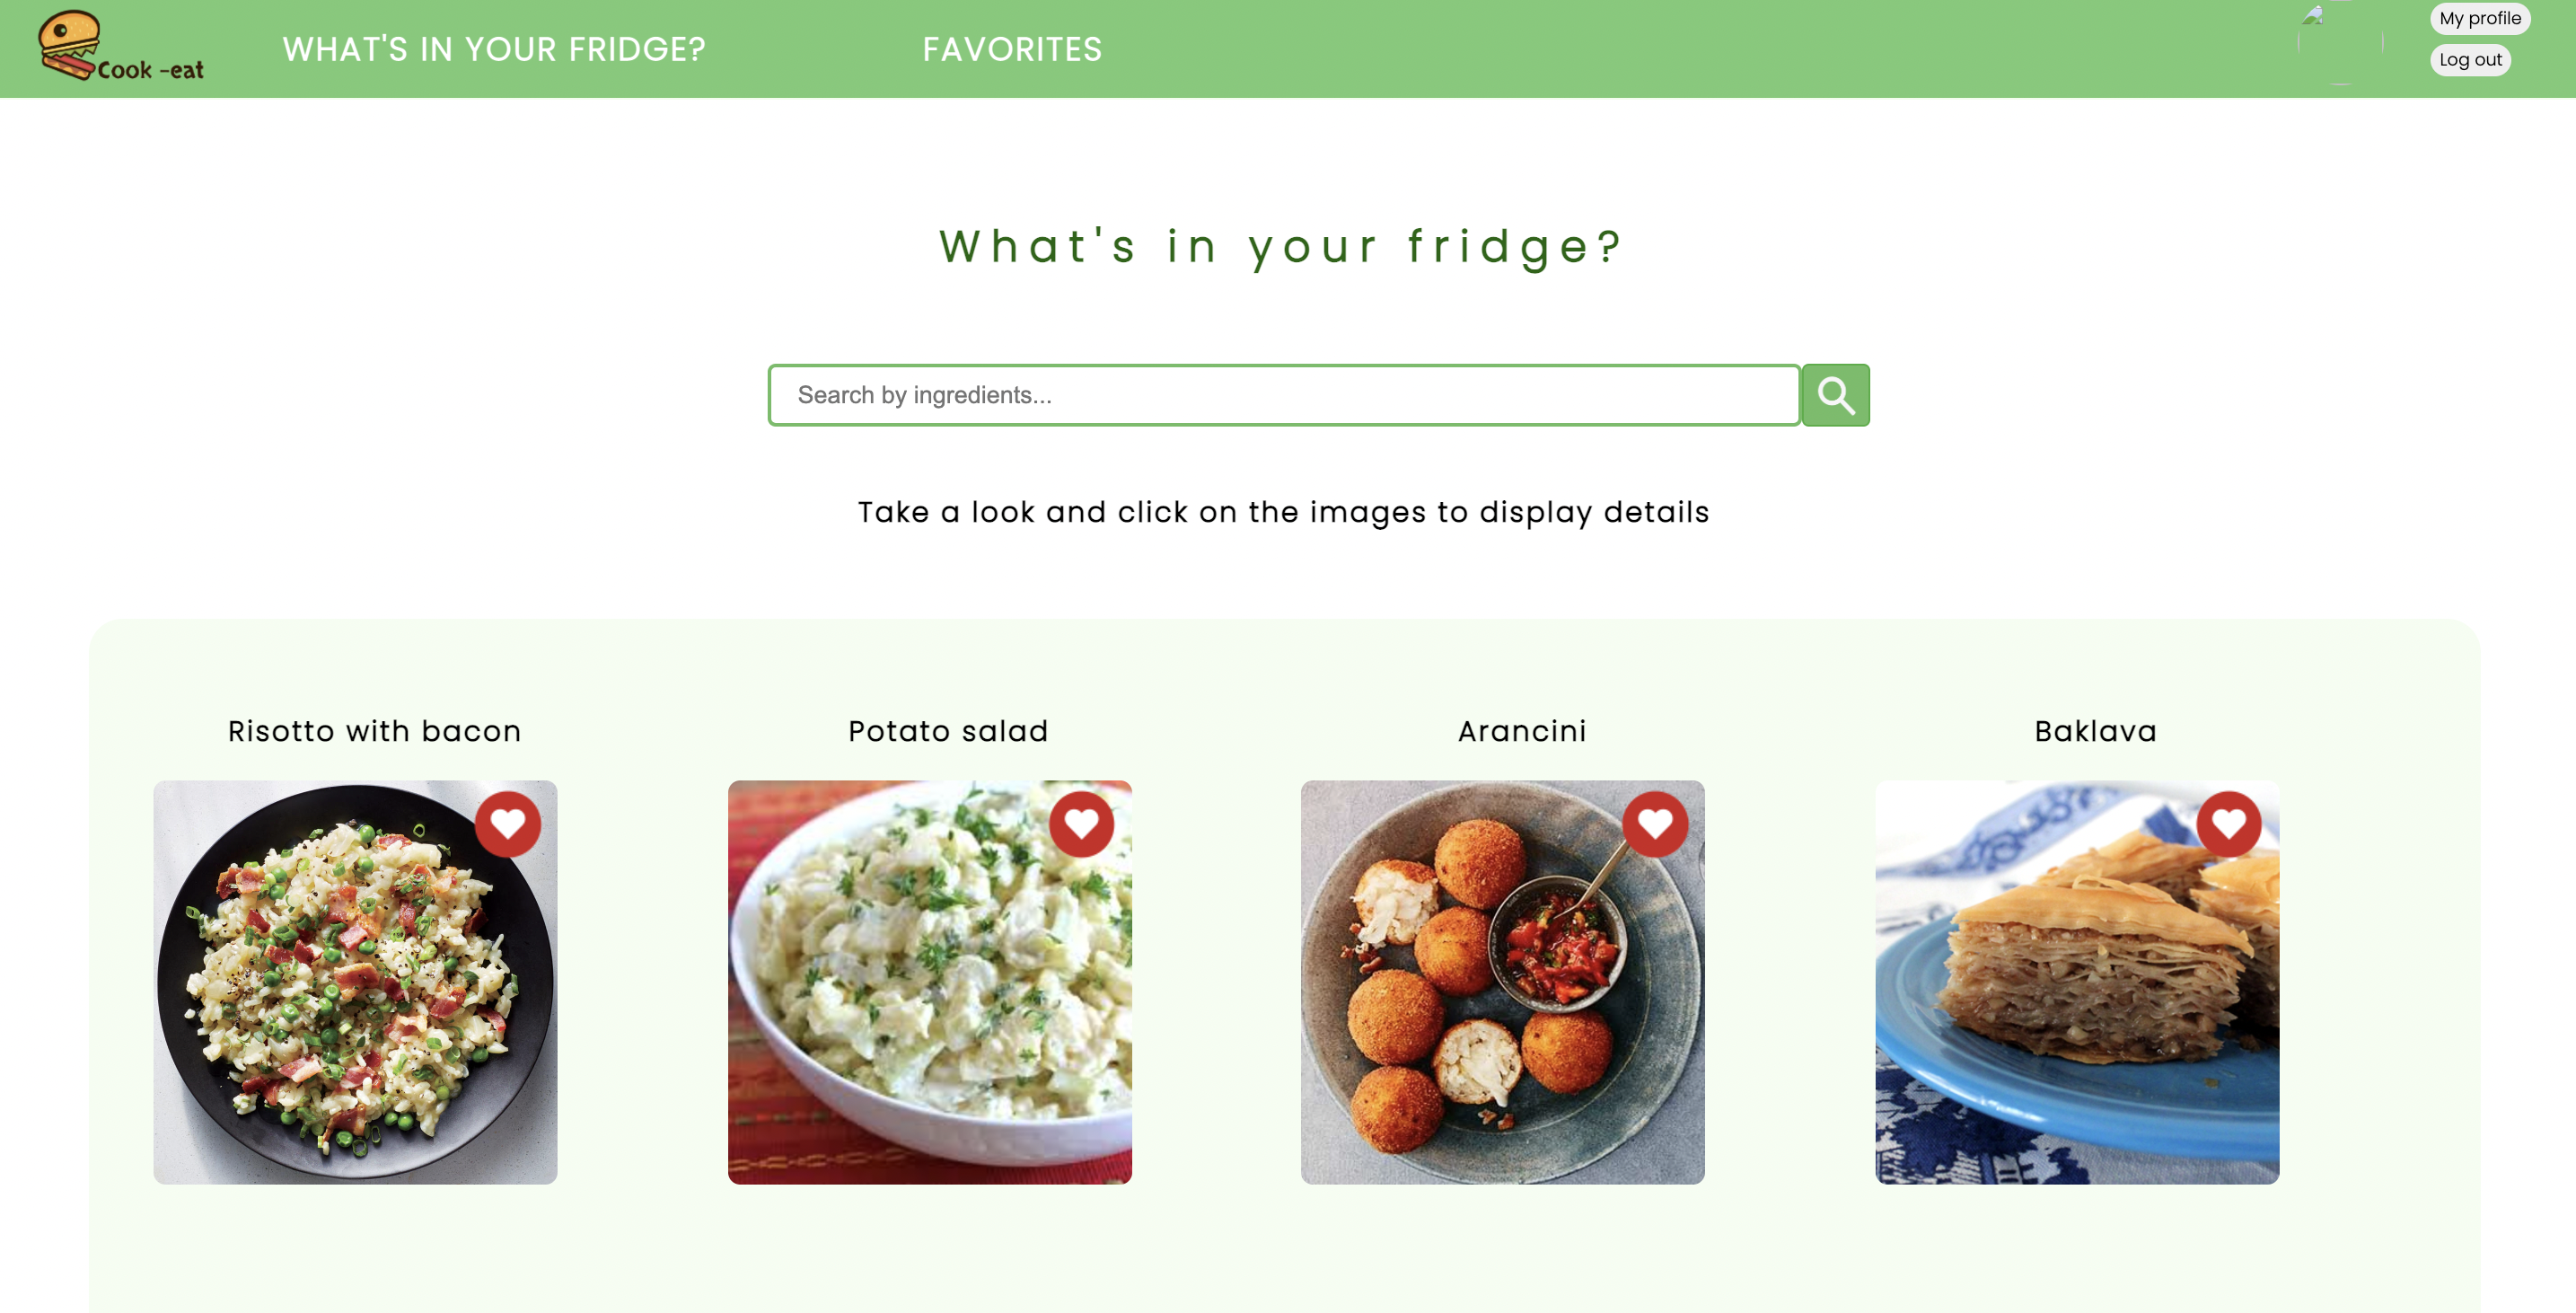 Cook -eat
WHAT'S IN YOUR FRIDGE?
FAVORITES
My profile
Log out
What's in your fridge?
Search by ingredients...
Take a look and click on the images to display details
Risotto with bacon
Potato salad
Arancini
Baklava